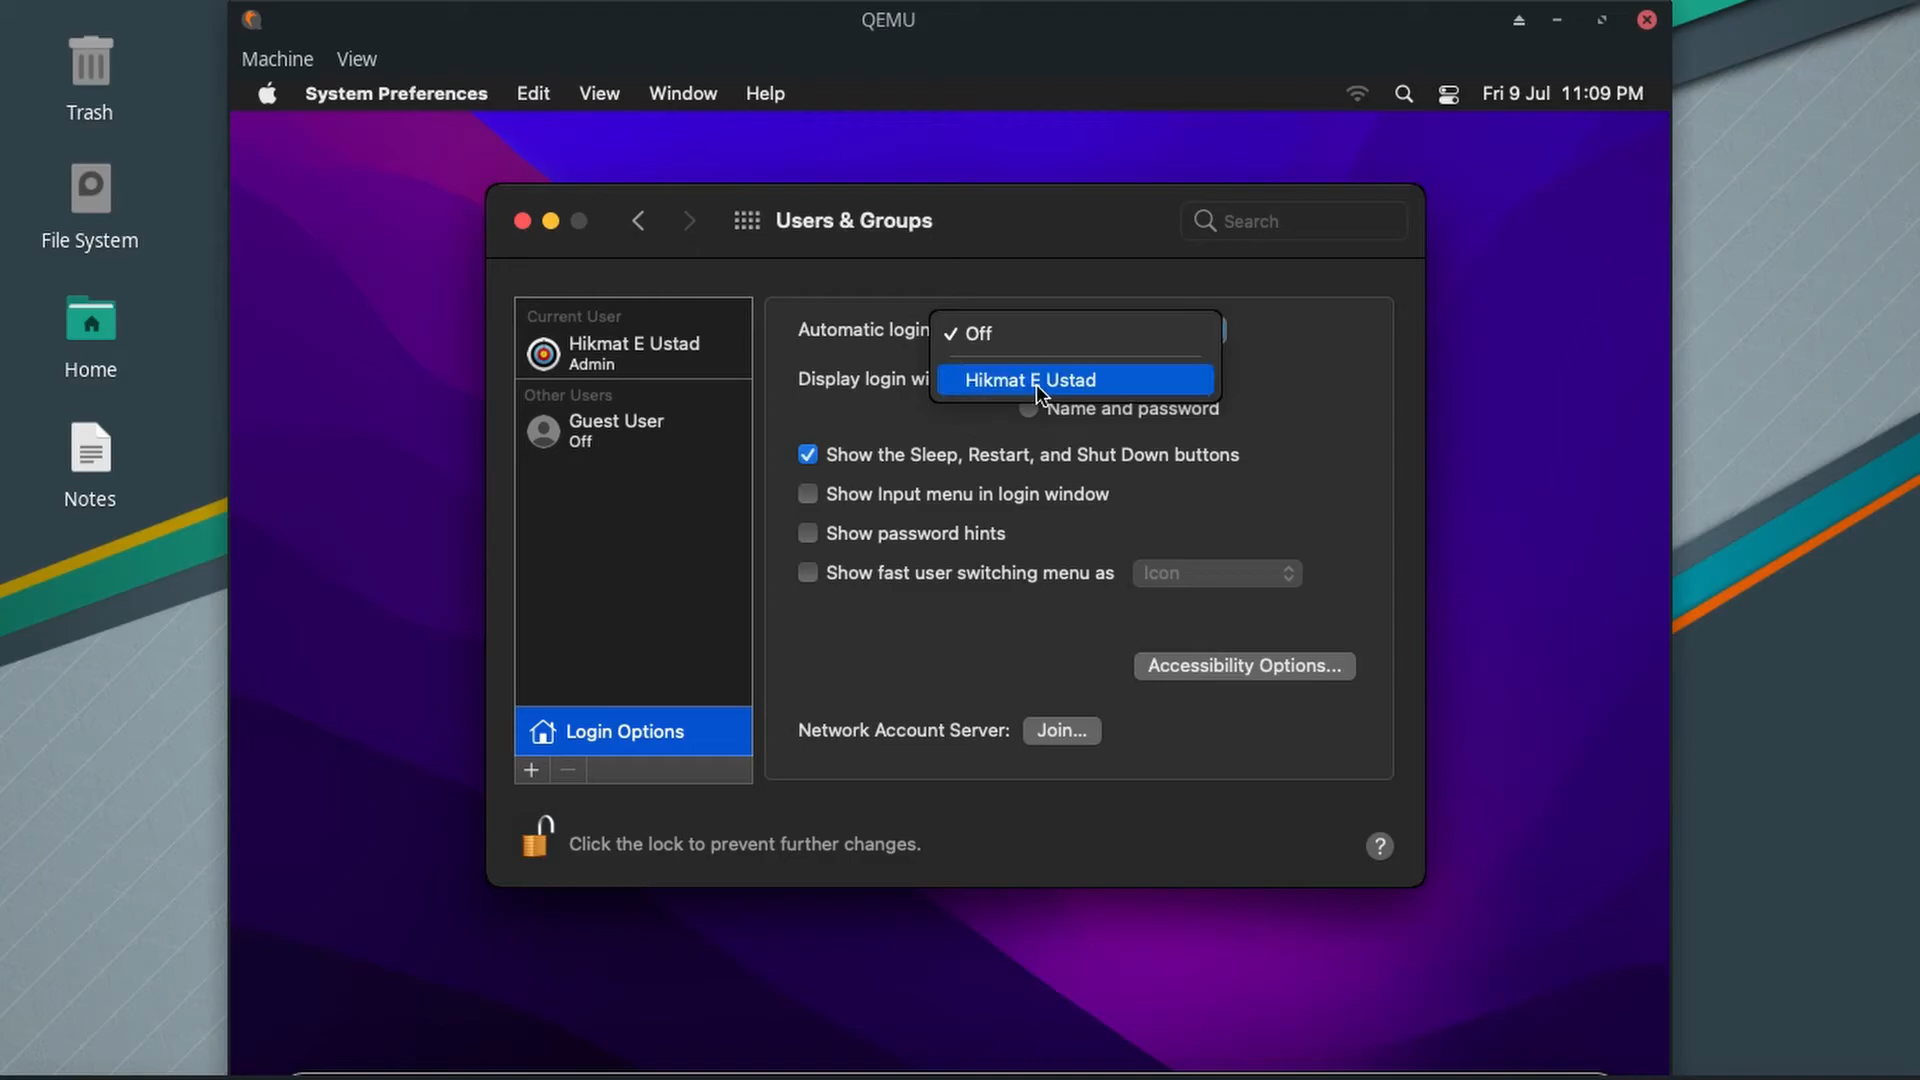 QEMU
Machine View
System Preferences Edit View Window Help Fri 9 Jul 11:09 PM
Trash
File System
Home
Notes
Users & Groups
Search
Current User
Hikmat E Ustad
Admin
Other Users
Guest User
Off
Login Options
+ −
Automatic login
Off
Display login wi
Hikmat E Ustad
Name and password
Show the Sleep, Restart, and Shut Down buttons
Show Input menu in login window
Show password hints
Show fast user switching menu as Icon
Accessibility Options...
Network Account Server: Join...
Click the lock to prevent further changes.
?